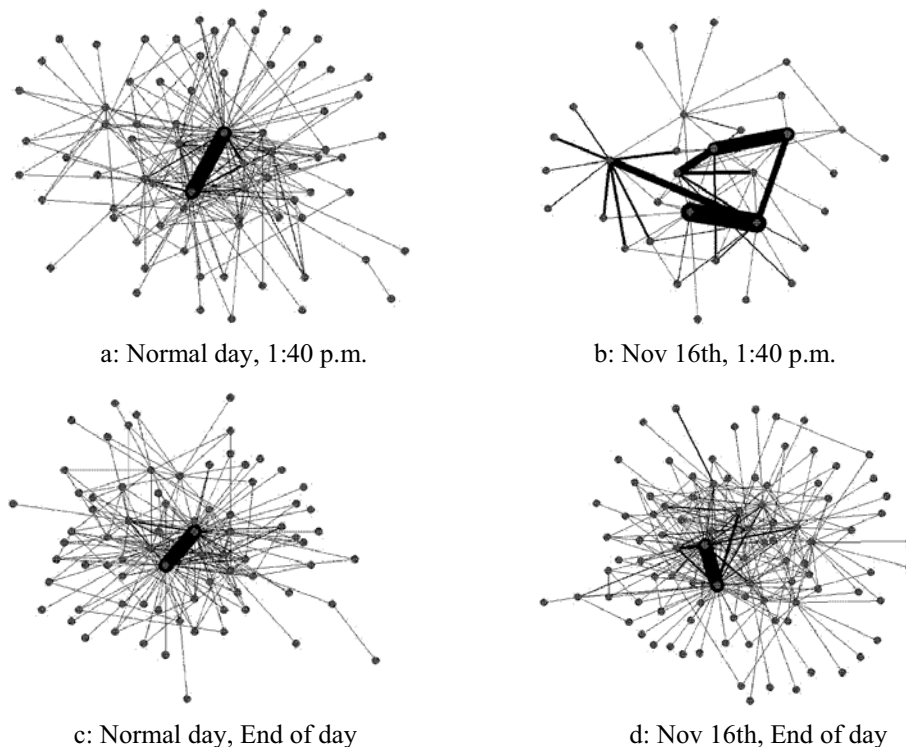 a: Normal day, 1:40 p.m.
b: Nov 16th, 1:40 p.m.
c: Normal day, End of day
d: Nov 16th, End of day